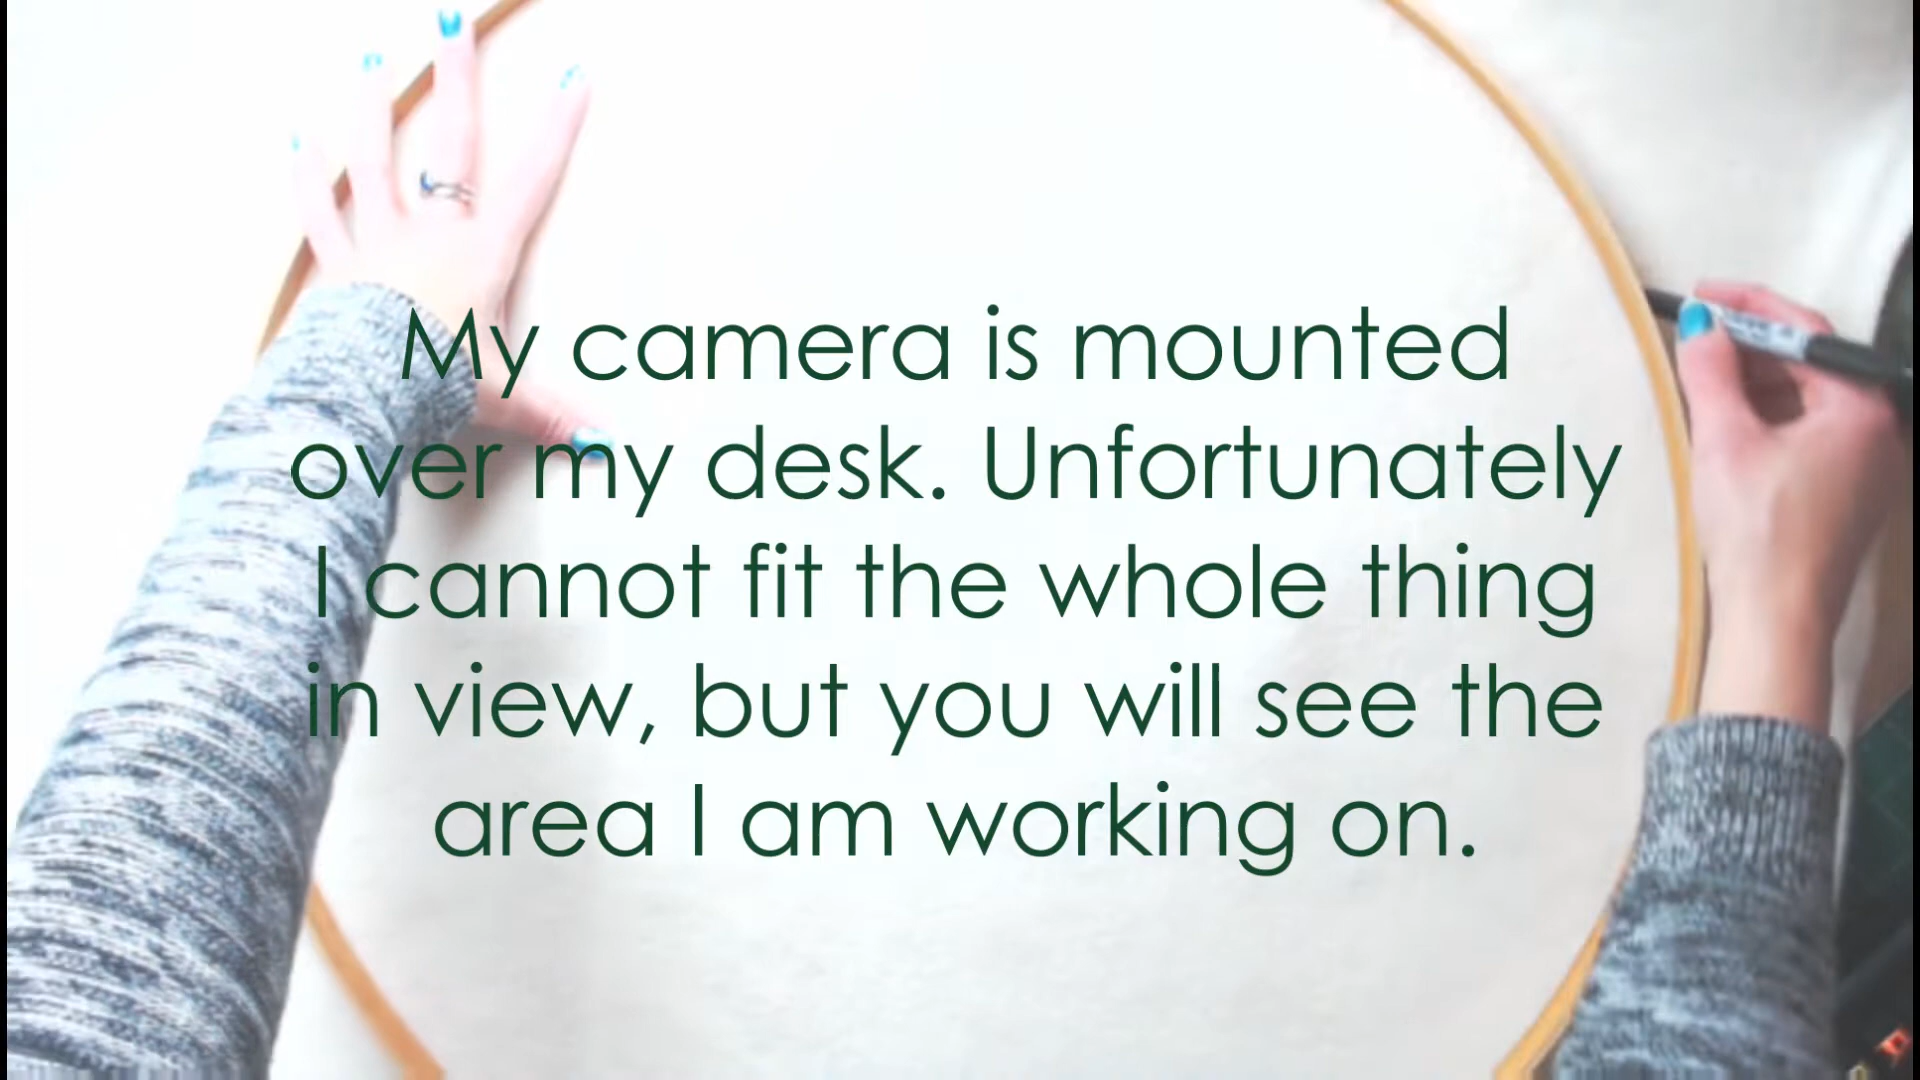 My camera is mounted
over my desk. Unfortunately
I cannot fit the whole thing
in view, but you will see the
area I am working on.